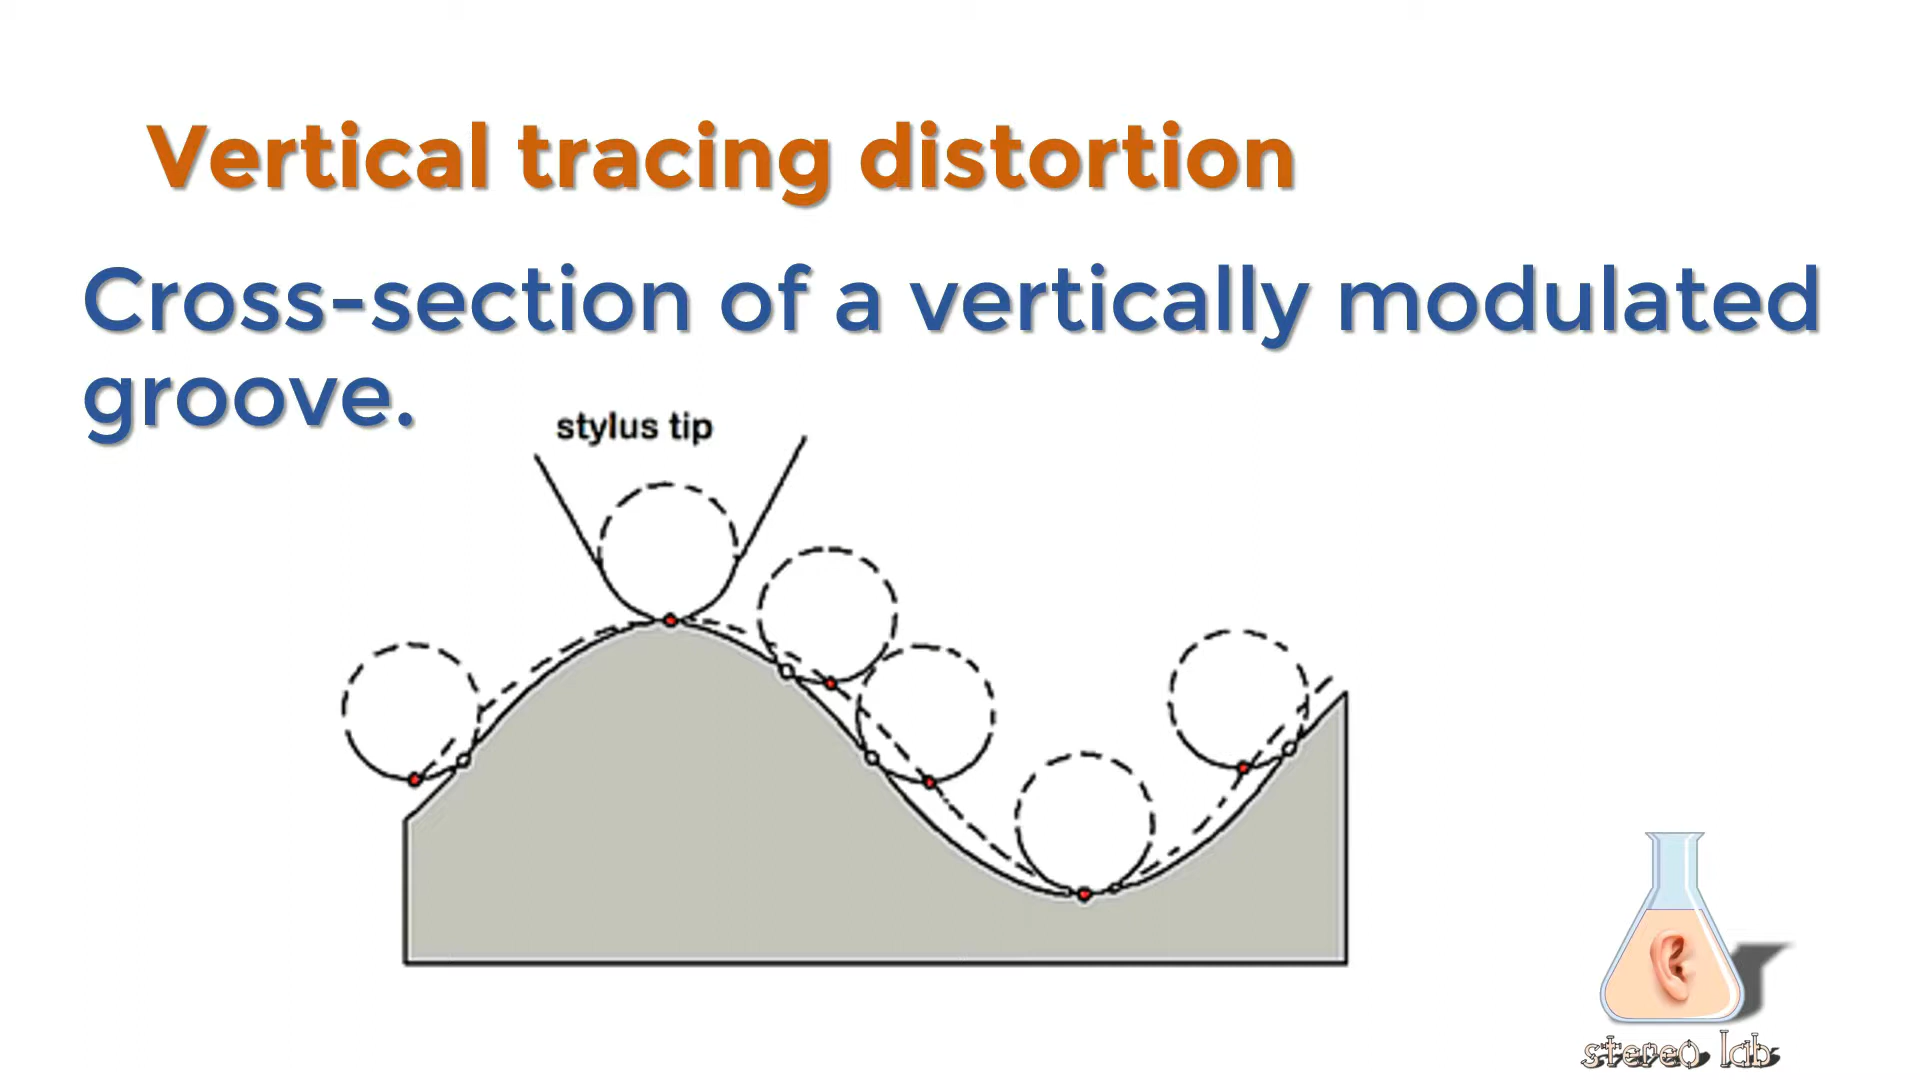 Vertical tracing distortion
Cross-section of a vertically modulated
groove.
stylus tip
stereo lab